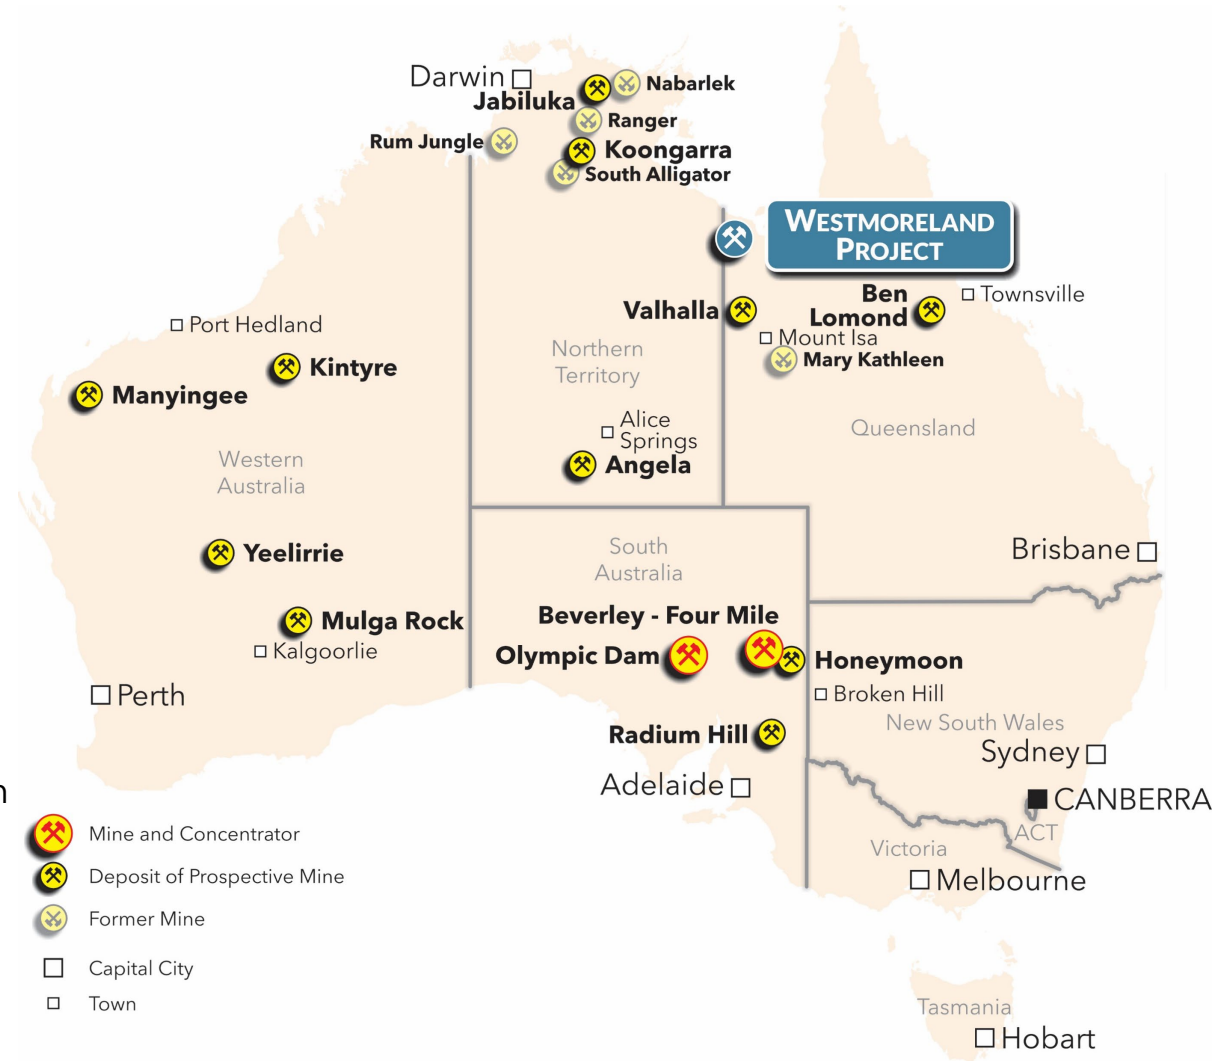 Darwin
Jabiluka
Nabarlek
Ranger
Rum Jungle
Koongarra
South Alligator
WESTMORELAND
PROJECT
Valhalla
Ben
Lomond
Townsville
Port Hedland
Mount Isa
Mary Kathleen
Northern
Territory
Kintyre
Manyingee
Alice
Springs
Queensland
Angela
Western
Australia
Yeelirrie
South
Australia
Brisbane
Beverley - Four Mile
Mulga Rock
Kalgoorlie
Olympic Dam
Honeymoon
Perth
Broken Hill
New South Wales
Radium Hill
Sydney
Adelaide
CANBERRA
ACT
Victoria
Melbourne
n
Mine and Concentrator
Deposit of Prospective Mine
Former Mine
Capital City
Town
Tasmania
Hobart